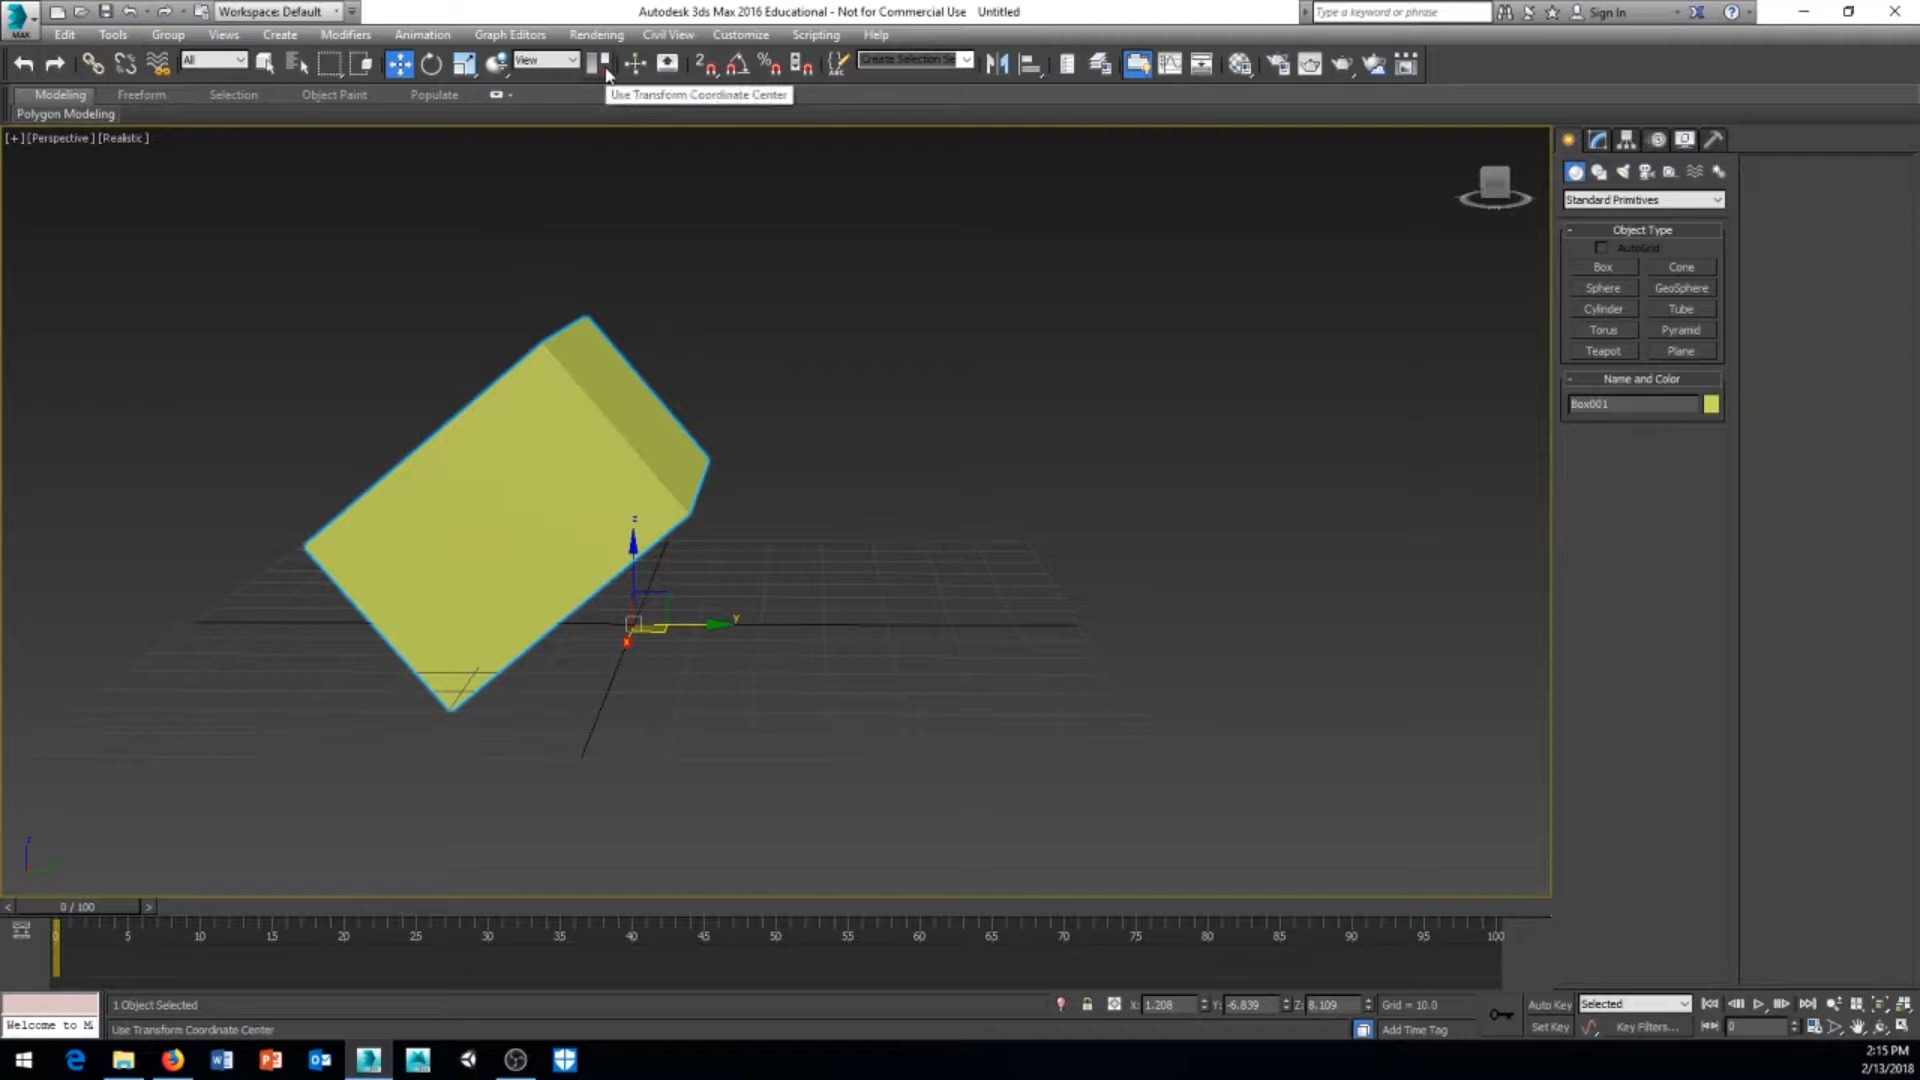 Workspace: Default
Autodesk 3ds Max 2016 Educational - Not for Commercial Use Untitled
Type a keyword or phrase
Sign In
MAX
Edit Tools Group Views Create Modifiers Animation Graph Editors Rendering Civil View Customize Scripting Help
All
View
Create Selection Se
Use Transform Coordinate Center
Modeling Freeform Selection Object Paint Populate
Polygon Modeling
[+] [Perspective] [Realistic]
Standard Primitives
Object Type
AutoGrid
Box Cone
Sphere GeoSphere
Cylinder Tube
Torus Pyramid
Teapot Plane
Name and Color
Box001
z
y
x
z
< 0 / 100 >
0 5 10 15 20 25 30 35 40 45 50 55 60 65 70 75 80 85 90 95 100
1 Object Selected
X: 1.208 Y: -6.839 Z: 8.109 Grid = 10.0
Auto Key Selected
Welcome to M
Use Transform Coordinate Center
Add Time Tag
Set Key Key Filters... 0
2:15 PM
2/13/2018